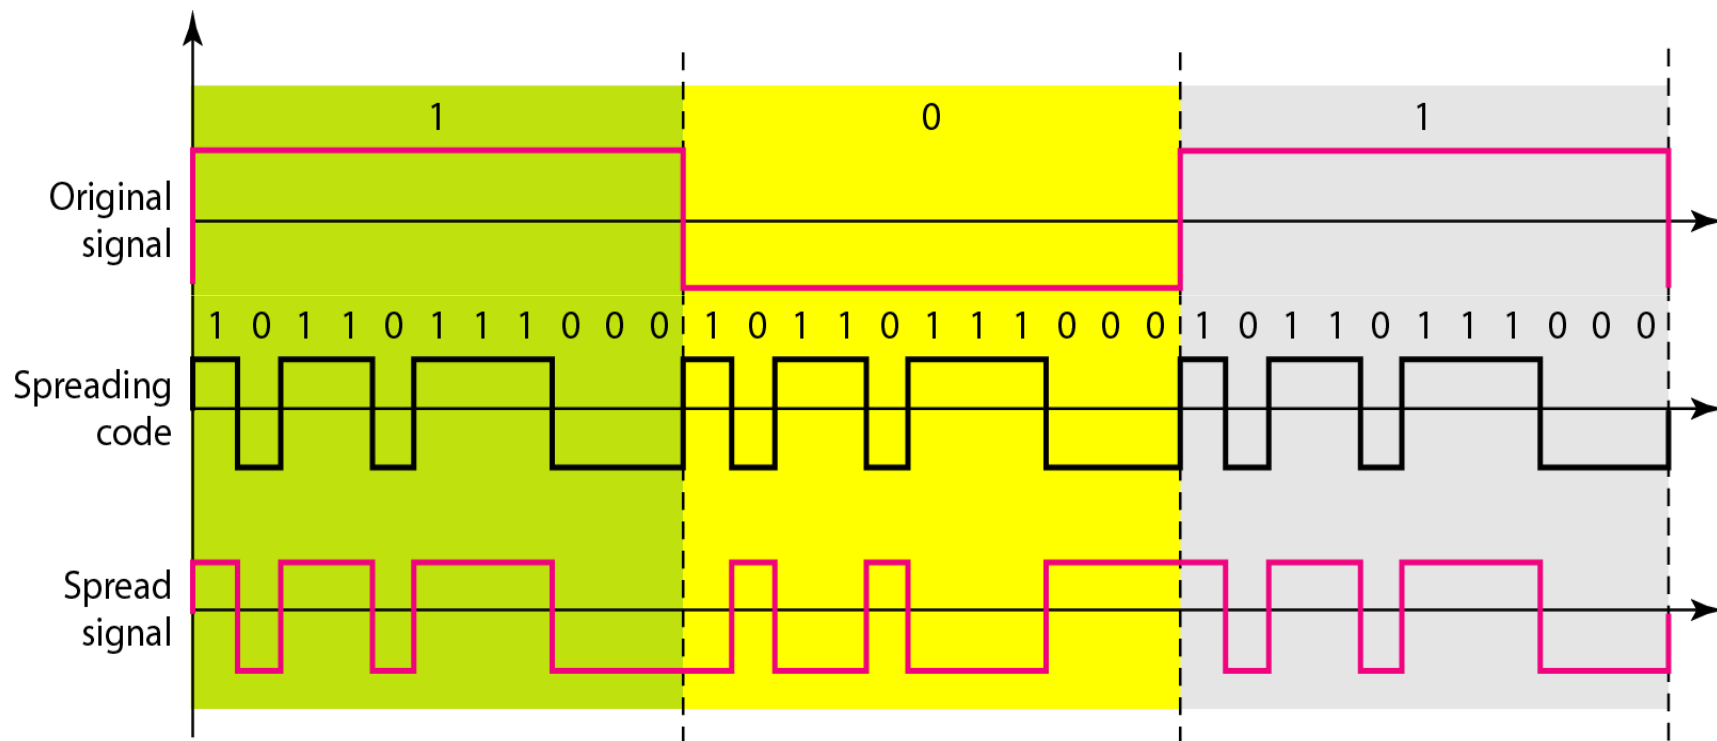 1 0 1
Original
signal
1 0 1 1 0 1 1 1 0 0 0 1 0 1 1 0 1 1 1 0 0 0 1 0 1 1 0 1 1 1 0 0 0
Spreading
code
Spread
signal